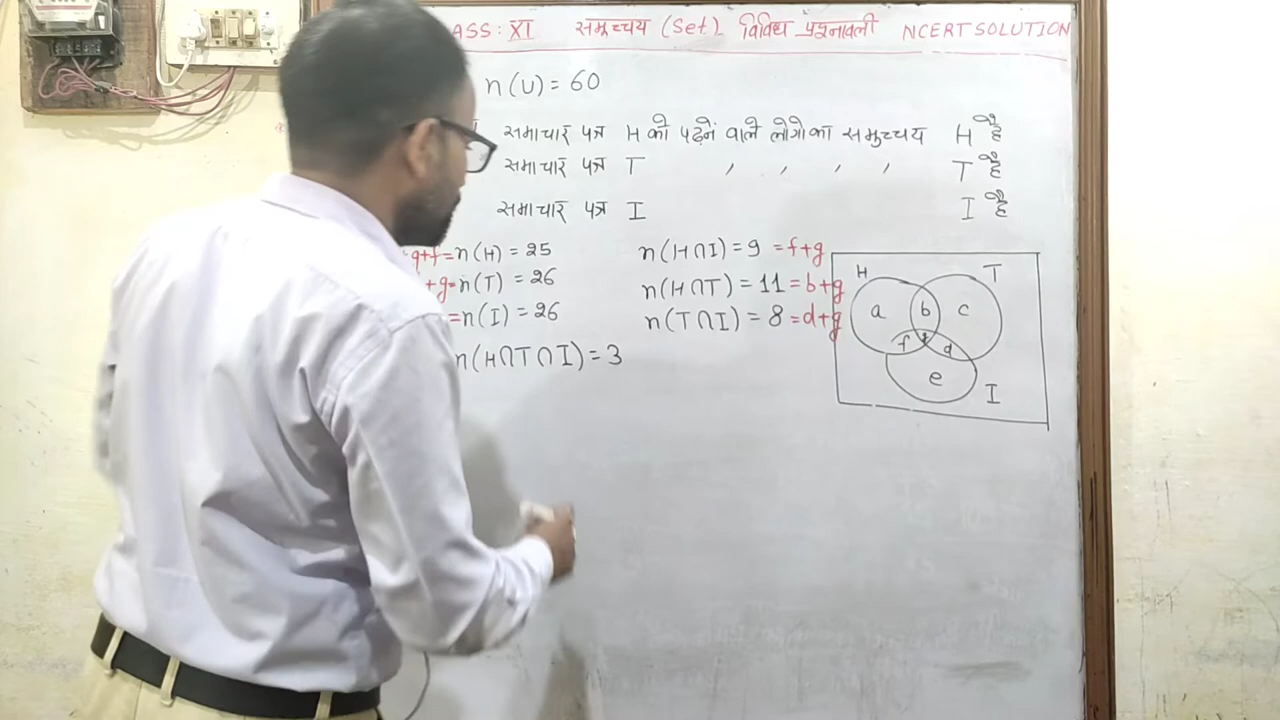 ASS: XI समुच्चय (Set) विविध प्रश्नावली NCERT SOLUTION
n(U) = 60
समाचार पत्र H को पढ़ने वाले लोगो का समुच्चय H है
समाचार पत्र T , , , , T है
समाचार पत्र I I है
g+f = n(H) = 25 n(H∩I) = 9 = f+g
+g = n(T) = 26 n(H∩T) = 11 = b+g
= n(I) = 26 n(T∩I) = 8 = d+g
n(H∩T∩I) = 3
H T
a b c
f g d
e I